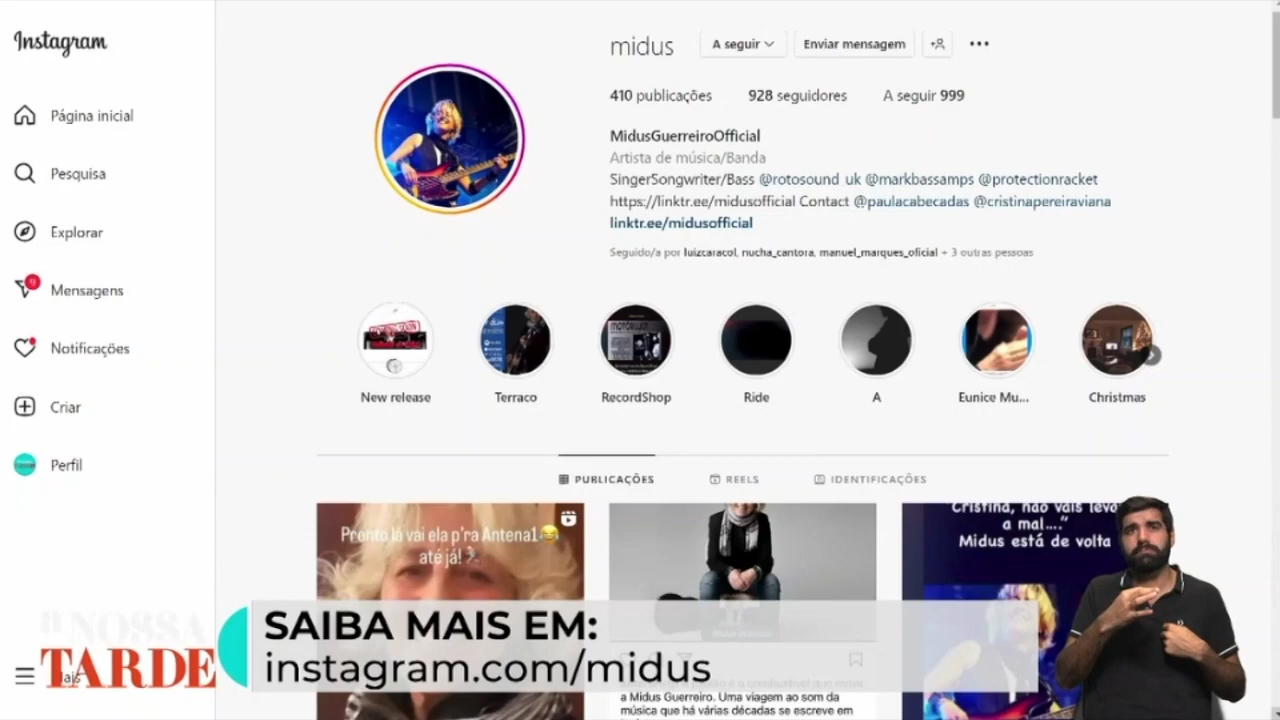 Instagram
Página inicial
Pesquisa
Explorar
9
Mensagens
Notificações
Criar
Perfil
midus
A seguir
Enviar mensagem
410 publicações 928 seguidores A seguir 999
MidusGuerreiroOfficial
Artista de música/Banda
SingerSongwriter/Bass @rotosound_uk @markbassamps @protectionracket
https://linktr.ee/midusofficial Contact @paulacabecadas @cristinapereiraviana
linktr.ee/midusofficial
Seguido/a por luizcaracol, nucha_cantora, manuel_marques_oficial + 3 outras pessoas
New release
Terraco
RecordShop
Ride
A
Eunice Mu...
Christmas
PUBLICAÇÕES
REELS
IDENTIFICAÇÕES
Pronto lá vai ela p'ra Antena1
até já!
Cristina, não vais
a mal...."
Midus está de volta
a NOSSA
TARDE
SAIBA MAIS EM:
instagram.com/midus
a Midus Guerreiro. Uma viagem ao som da
música que há várias décadas se escreve em